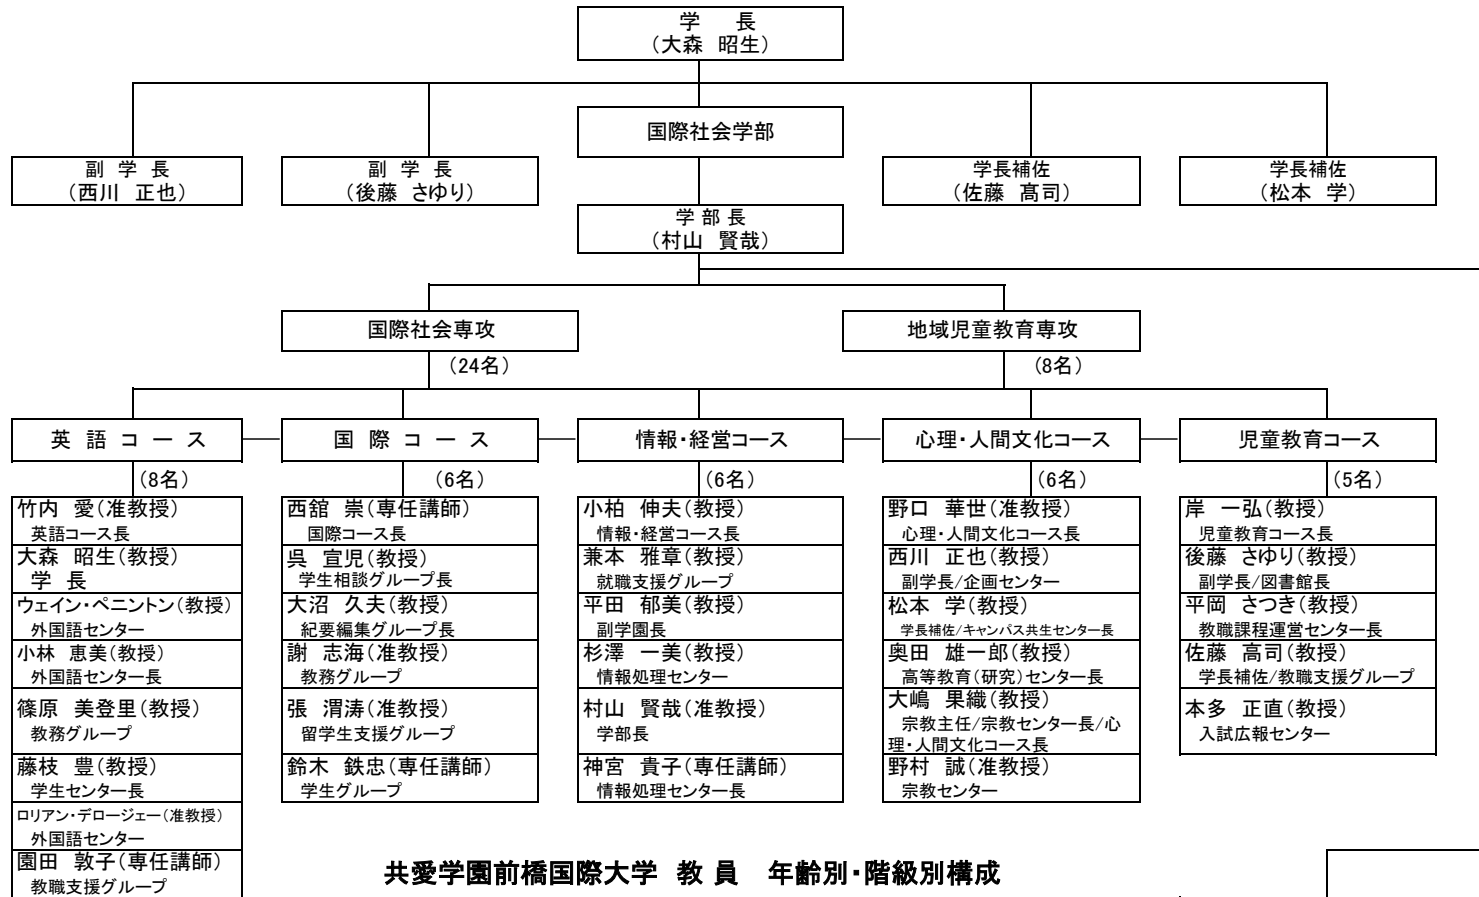 学　長
（大森　昭生）
国際社会学部
副 学 長
（西川　正也）
副 学 長
（後藤　さゆり）
学長補佐
（佐藤　髙司）
学長補佐
（松本　学）
学 部 長
（村山　賢哉）
国際社会専攻
地域児童教育専攻
（24名）
（8名）
英 語 コ ー ス
国 際 コ ー ス
情報・経営コース
心理・人間文化コース
児童教育コース
（8名）
（6名）
（6名）
（6名）
（5名）
竹内　愛（准教授）
英語コース長
大森　昭生（教授）
学　長
ウェイン・ペニントン（教授）
外国語センター
小林　恵美（教授）
外国語センター長
篠原　美登里（教授）
教務グループ
藤枝　豊（教授）
学生センター長
ロリアン・デロージェー（准教授）
外国語センター
園田　敦子（専任講師）
教職支援グループ
西舘　崇（専任講師）
国際コース長
呉　宣児（教授）
学生相談グループ長
大沼　久夫（教授）
紀要編集グループ長
謝　志海（准教授）
教務グループ
張　渭涛（准教授）
留学生支援グループ
鈴木　鉄忠（専任講師）
学生グループ
小柏　伸夫（教授）
情報・経営コース長
兼本　雅章（教授）
就職支援グループ
平田　郁美（教授）
副学園長
杉澤　一美（教授）
情報処理センター
村山　賢哉（准教授）
学部長
神宮　貴子（専任講師）
情報処理センター長
野口　華世（准教授）
心理・人間文化コース長
西川　正也（教授）
副学長/企画センター
松本　学（教授）
学長補佐/キャンパス共生センター長
奥田　雄一郎（教授）
高等教育（研究）センター長
大嶋　果織（教授）
宗教主任/宗教センター長/心
理・人間文化コース長
野村　誠（准教授）
宗教センター
岸　一弘（教授）
児童教育コース長
後藤　さゆり（教授）
副学長/図書館長
平岡　さつき（教授）
教職課程運営センター長
佐藤　高司（教授）
学長補佐/教職支援グループ
本多　正直（教授）
入試広報センター
共愛学園前橋国際大学　教 員　年齢別・階級別構成